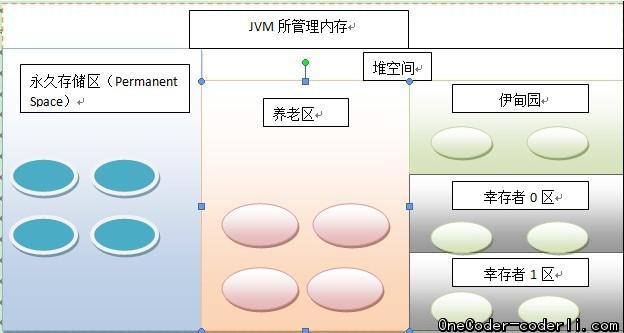 JVM 所管理内存
堆空间
永久存储区（Permanent
Space）
养老区
伊甸园
幸存者 0 区
幸存者 1 区
OneCoder-coderli.com